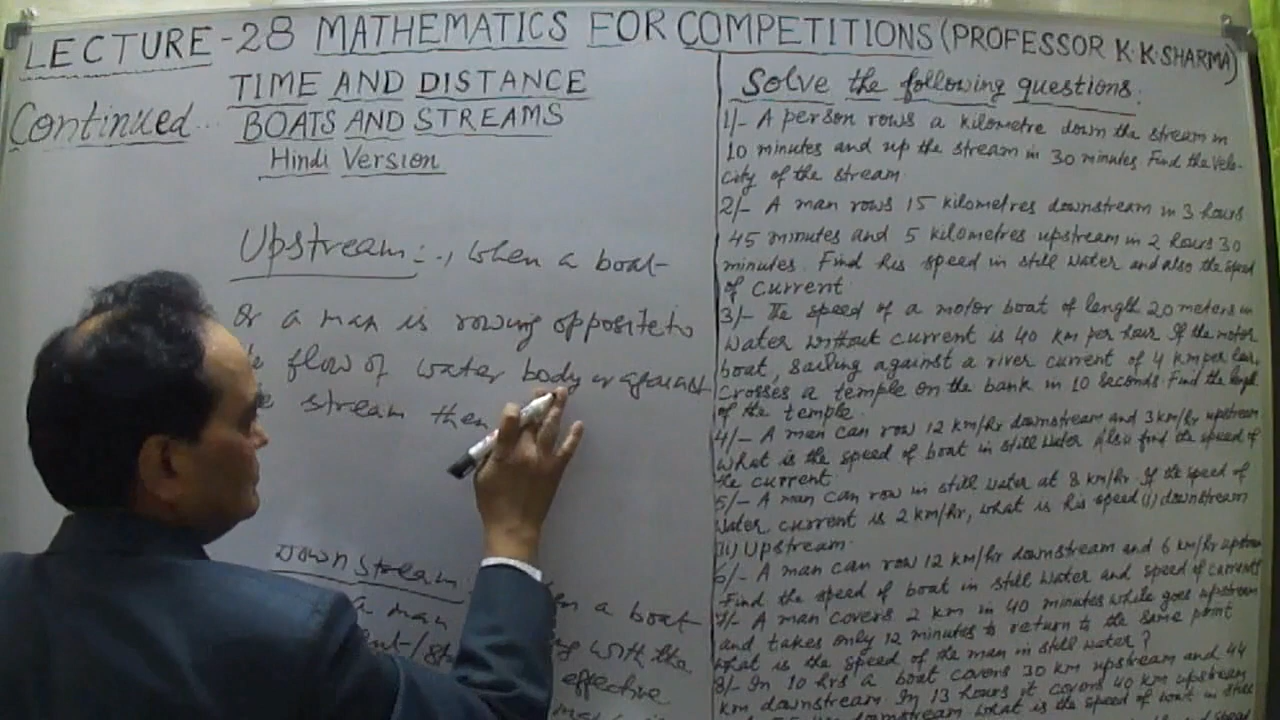 LECTURE-28 MATHEMATICS FOR COMPETITIONS (PROFESSOR K.K.SHARMA)
TIME AND DISTANCE
Continued... BOATS AND STREAMS
Hindi Version
Upstream:-, When a boat
or a man is rowing opposite to
flow of water body or against
stream then
Downstream: a boat
a man
with the
effective
Solve the following questions:
1/- A person rows a kilometre down the stream in
10 minutes and up the stream in 30 minutes Find the Velo-
city of the stream.
2/- A man rows 15 kilometres downstream in 3 hours
45 minutes and 5 kilometres upstream in 2 hours 30
minutes. Find his speed in still water and also the speed
of current.
3/- The speed of a motor boat of length 20 meters in
water without current is 40 km per hour. If the motor
boat, sailing against a river current of 4 km per hour,
crosses a temple on the bank in 10 seconds. Find the length
of the temple.
4/- A man can row 12 km/hr downstream and 3 km/hr upstream.
What is the speed of boat in still water Also find the speed of
the current.
5/- A man can row in still water at 8 km/hr. If the speed of
water current is 2 km/hr, what is his speed (i) downstream
(ii) Upstream.
6/- A man can row 12 km/hr downstream and 6 km/hr upstream
Find the speed of boat in still water and speed of current
7/- A man covers 2 km in 40 minutes while goes upstream
and takes only 12 minutes to return to the same point
what is the speed of the man in still water?
8/- In 10 hrs a boat covers 30 km upstream and 44
km downstream. In 13 hours it covers 40 km upstream
downstream what is the speed of boat in still